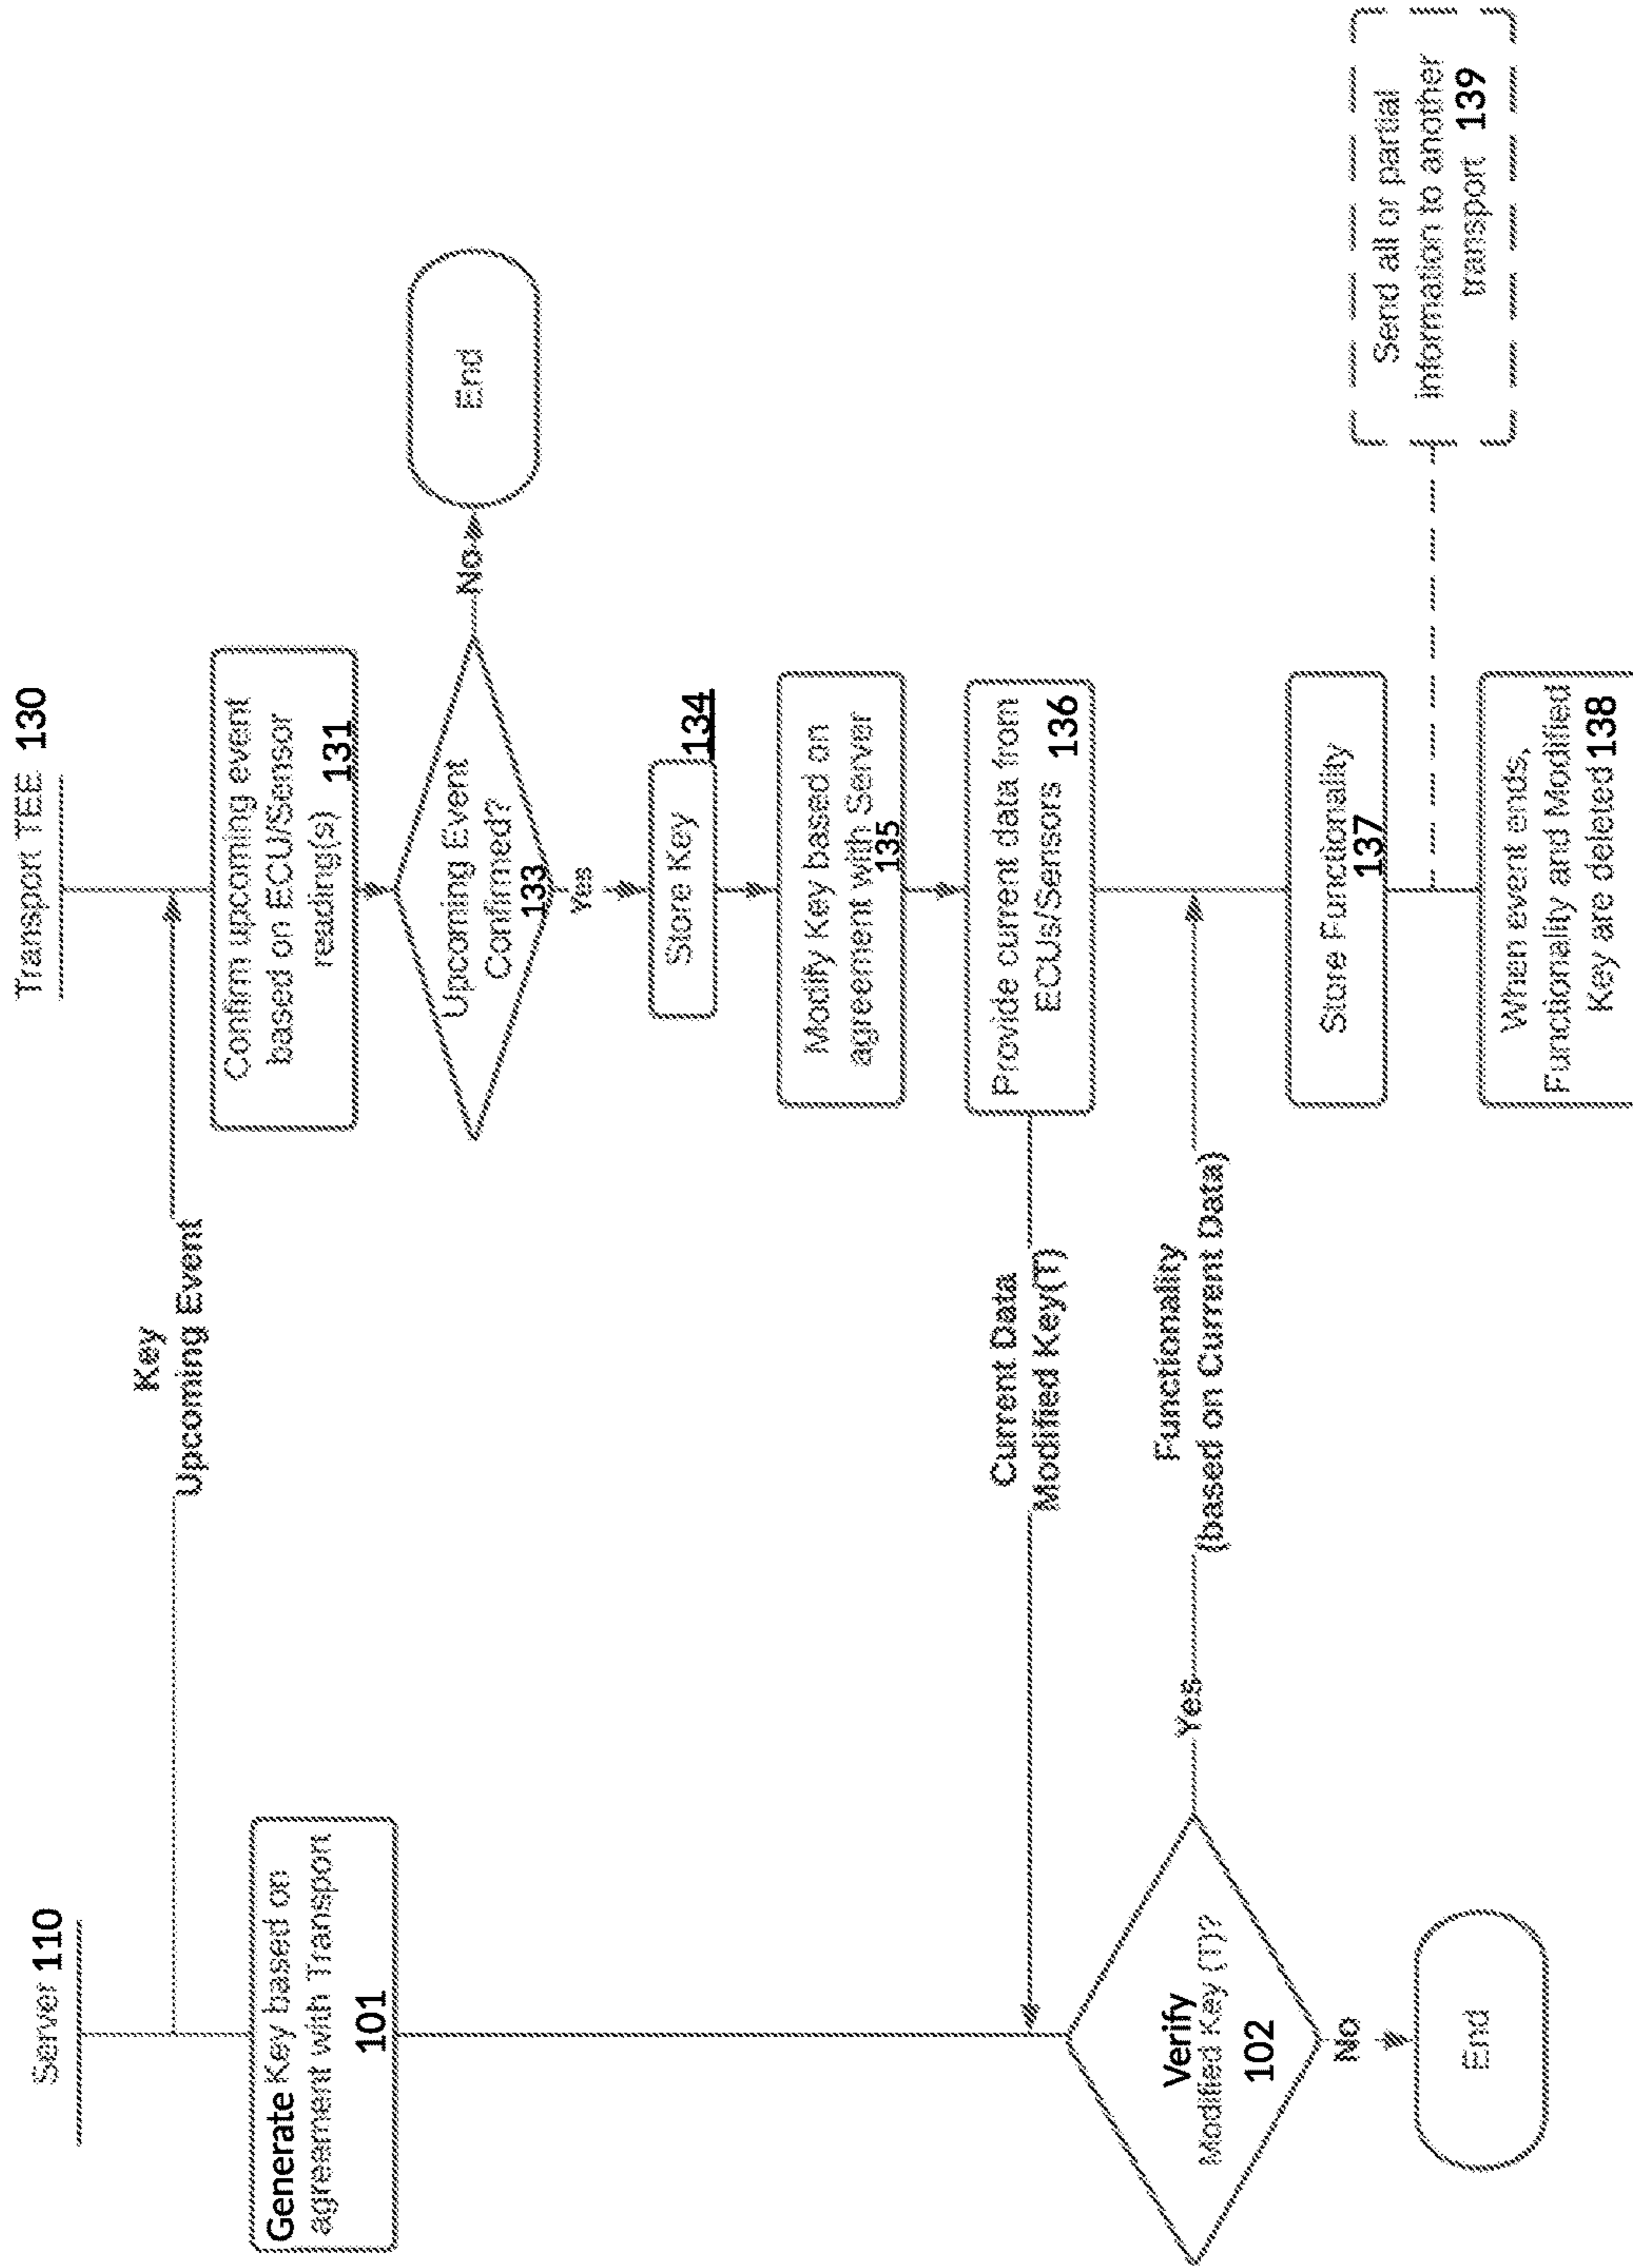 Server 110
Transport TEE 130
Key
Upcoming Event
Generate Key based on
agreement with Transport
101
Confirm upcoming event
based on ECU/Sensor
reading(s) 131
Upcoming Event
Confirmed?
133
No
End
Yes
Store Key 134
Modify Key based on
agreement with Server
135
Provide current data from
ECUs/Sensors 136
Current Data
Modified Key(T)
Verify
Modified Key (T)?
102
Yes
Functionality
(based on Current Data)
No
End
Store Functionality
137
Send all or partial
information to another
transport 139
When event ends,
Functionality and Modified
Key are deleted 138